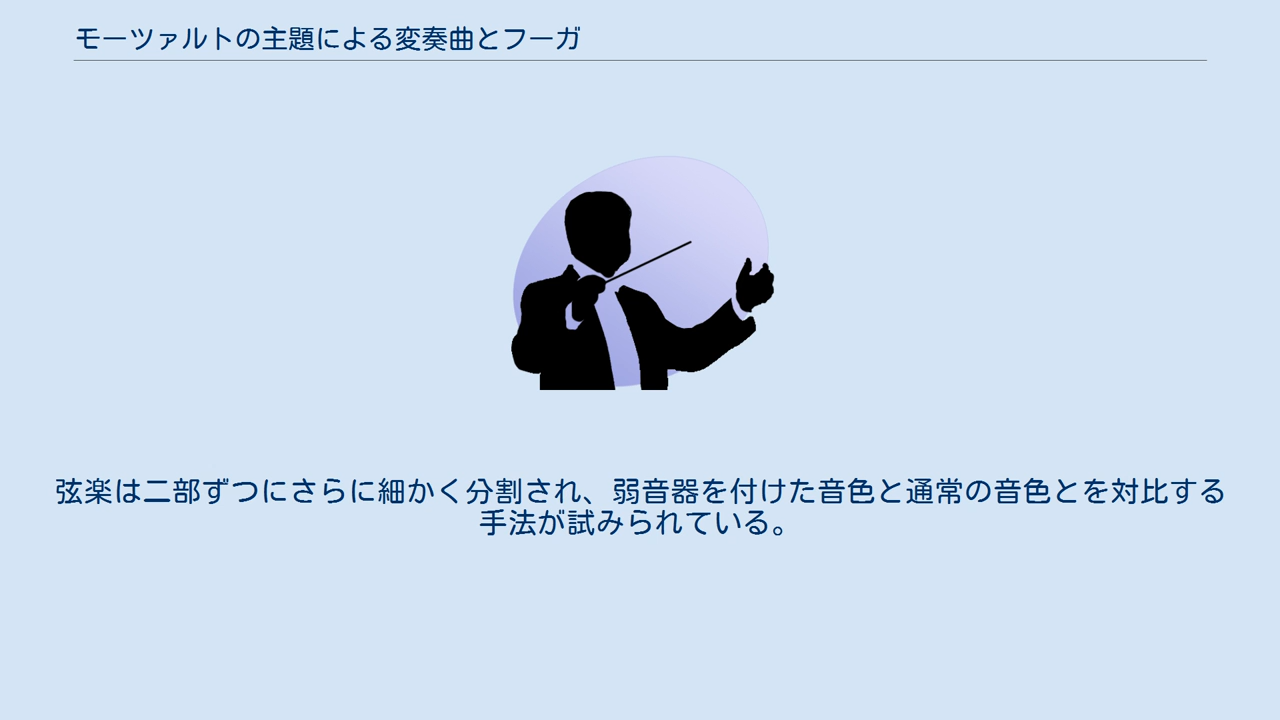 モーツァルトの主題による変奏曲とフーガ
弦楽は二部ずつにさらに細かく分割され、弱音器を付けた音色と通常の音色とを対比する
手法が試みられている。